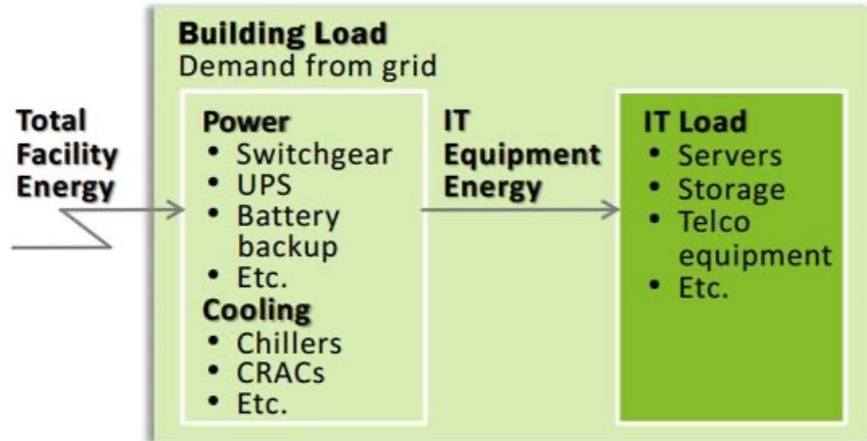 Building Load
Demand from grid
Total
Facility
Energy
Power
• Switchgear
• UPS
• Battery
backup
• Etc.
Cooling
• Chillers
• CRACs
• Etc.
IT
Equipment
Energy
IT Load
• Servers
• Storage
• Telco
equipment
• Etc.